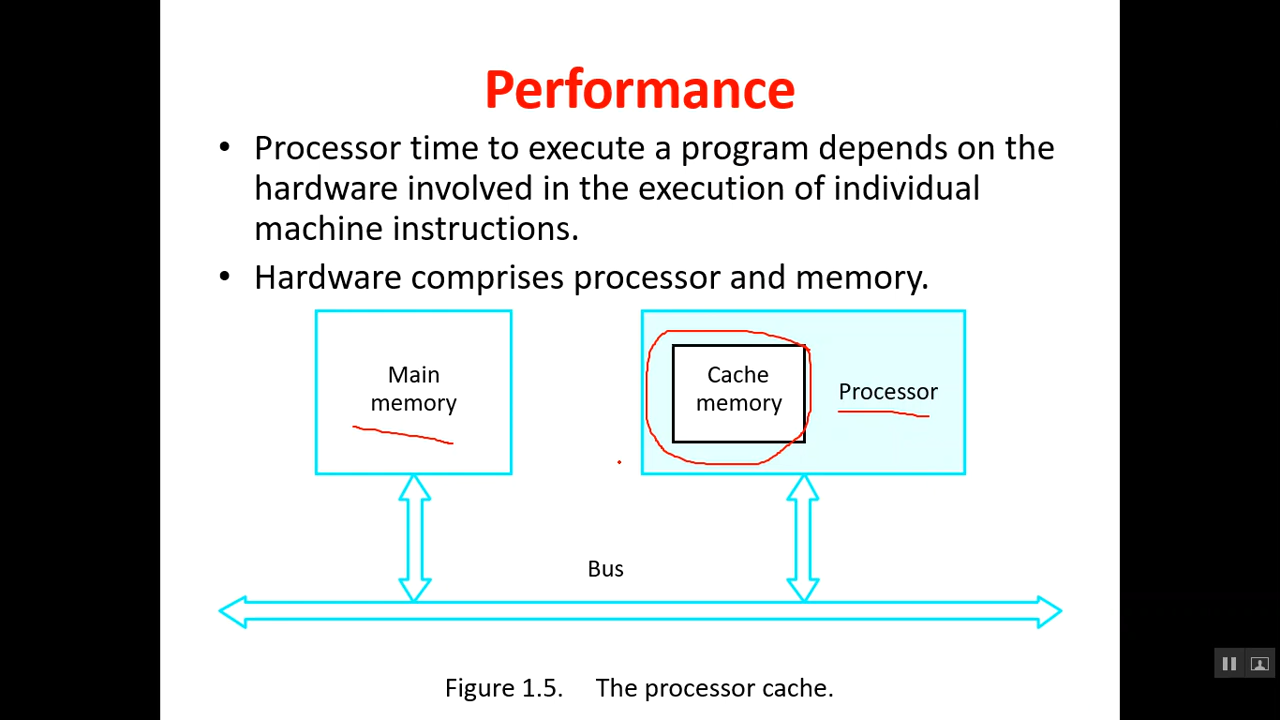 Performance
• Processor time to execute a program depends on the
hardware involved in the execution of individual
machine instructions.
• Hardware comprises processor and memory.
Main
memory
Cache
memory
Processor
Bus
Figure 1.5. The processor cache.